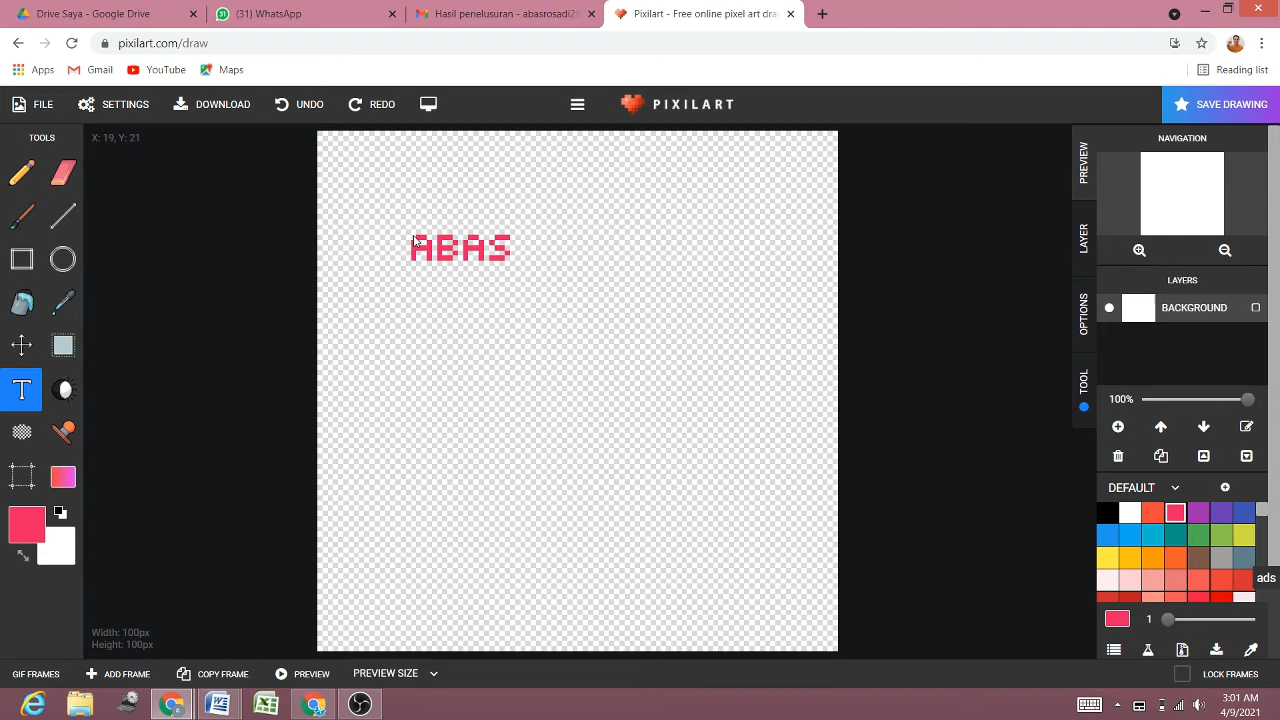 Drive Saya - Google Drive
(31) WhatsApp
Hasil penelusuran - abasrosadi2
Pixilart - Free online pixel art dra
pixilart.com/draw
Apps
Gmail
YouTube
Maps
Reading list
FILE
SETTINGS
DOWNLOAD
UNDO
REDO
PIXILART
SAVE DRAWING
TOOLS
X: 19, Y: 21
ABAS
T
Width: 100px
Height: 100px
PREVIEW
LAYER
OPTIONS
TOOL
NAVIGATION
LAYERS
BACKGROUND
100%
DEFAULT
ads
1
GIF FRAMES
ADD FRAME
COPY FRAME
PREVIEW
PREVIEW SIZE
LOCK FRAMES
3:01 AM
4/9/2021